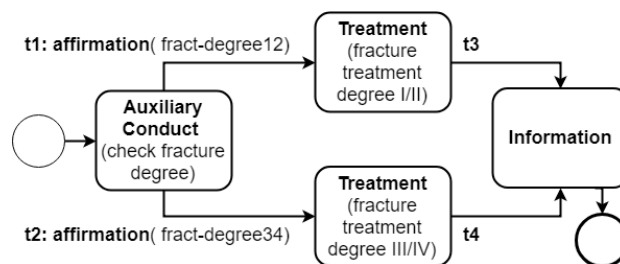 t1: affirmation( fract-degree12)
Treatment
(fracture
treatment
degree I/II)
t3
Auxiliary
Conduct
(check fracture
degree)
Information
t2: affirmation( fract-degree34)
Treatment
(fracture
treatment
degree III/IV)
t4